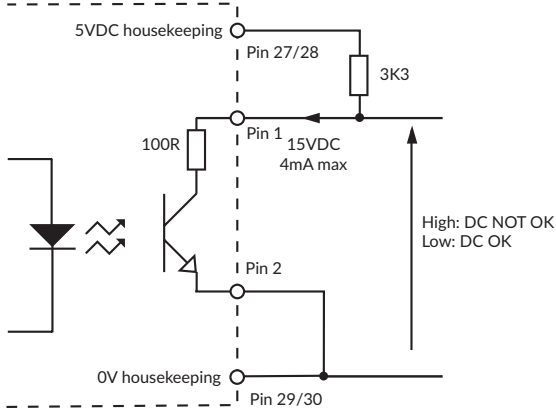 5VDC housekeeping
Pin 27/28
3K3
100R
Pin 1
15VDC
4mA max
High: DC NOT OK
Low: DC OK
Pin 2
0V housekeeping
Pin 29/30